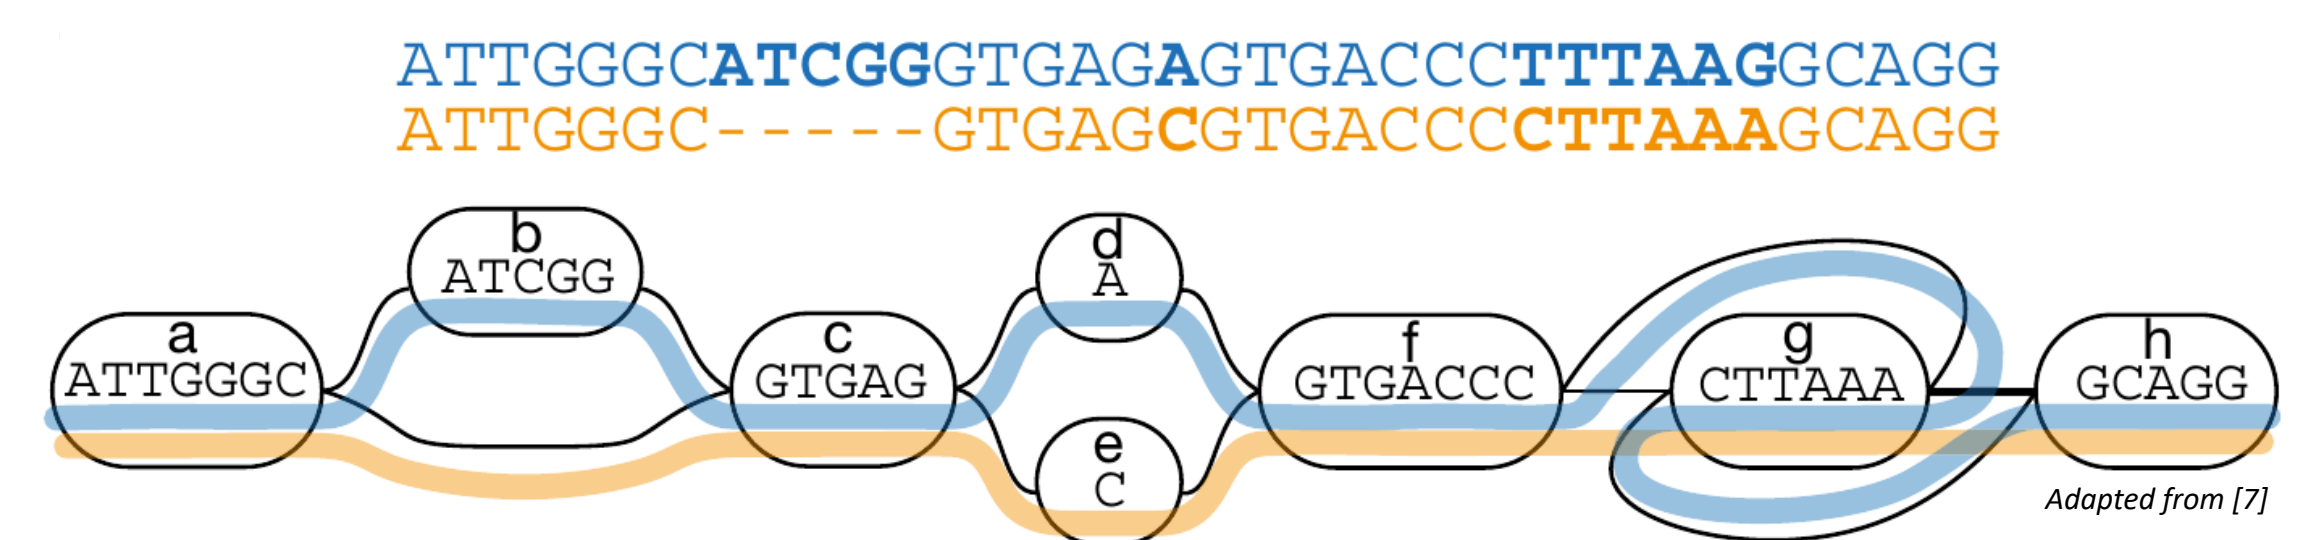 ATTGGGCATCGGGTGAGAGTGACCCTTTAAGGCAGG
ATTGGGC-----GTGAGCGTGACCCCTTAAAGCAGG
b
ATCGG
d
A
a
ATTGGGC
c
GTGAG
f
GTGACCC
g
CTTAAA
h
GCAGG
e
C
Adapted from [7]